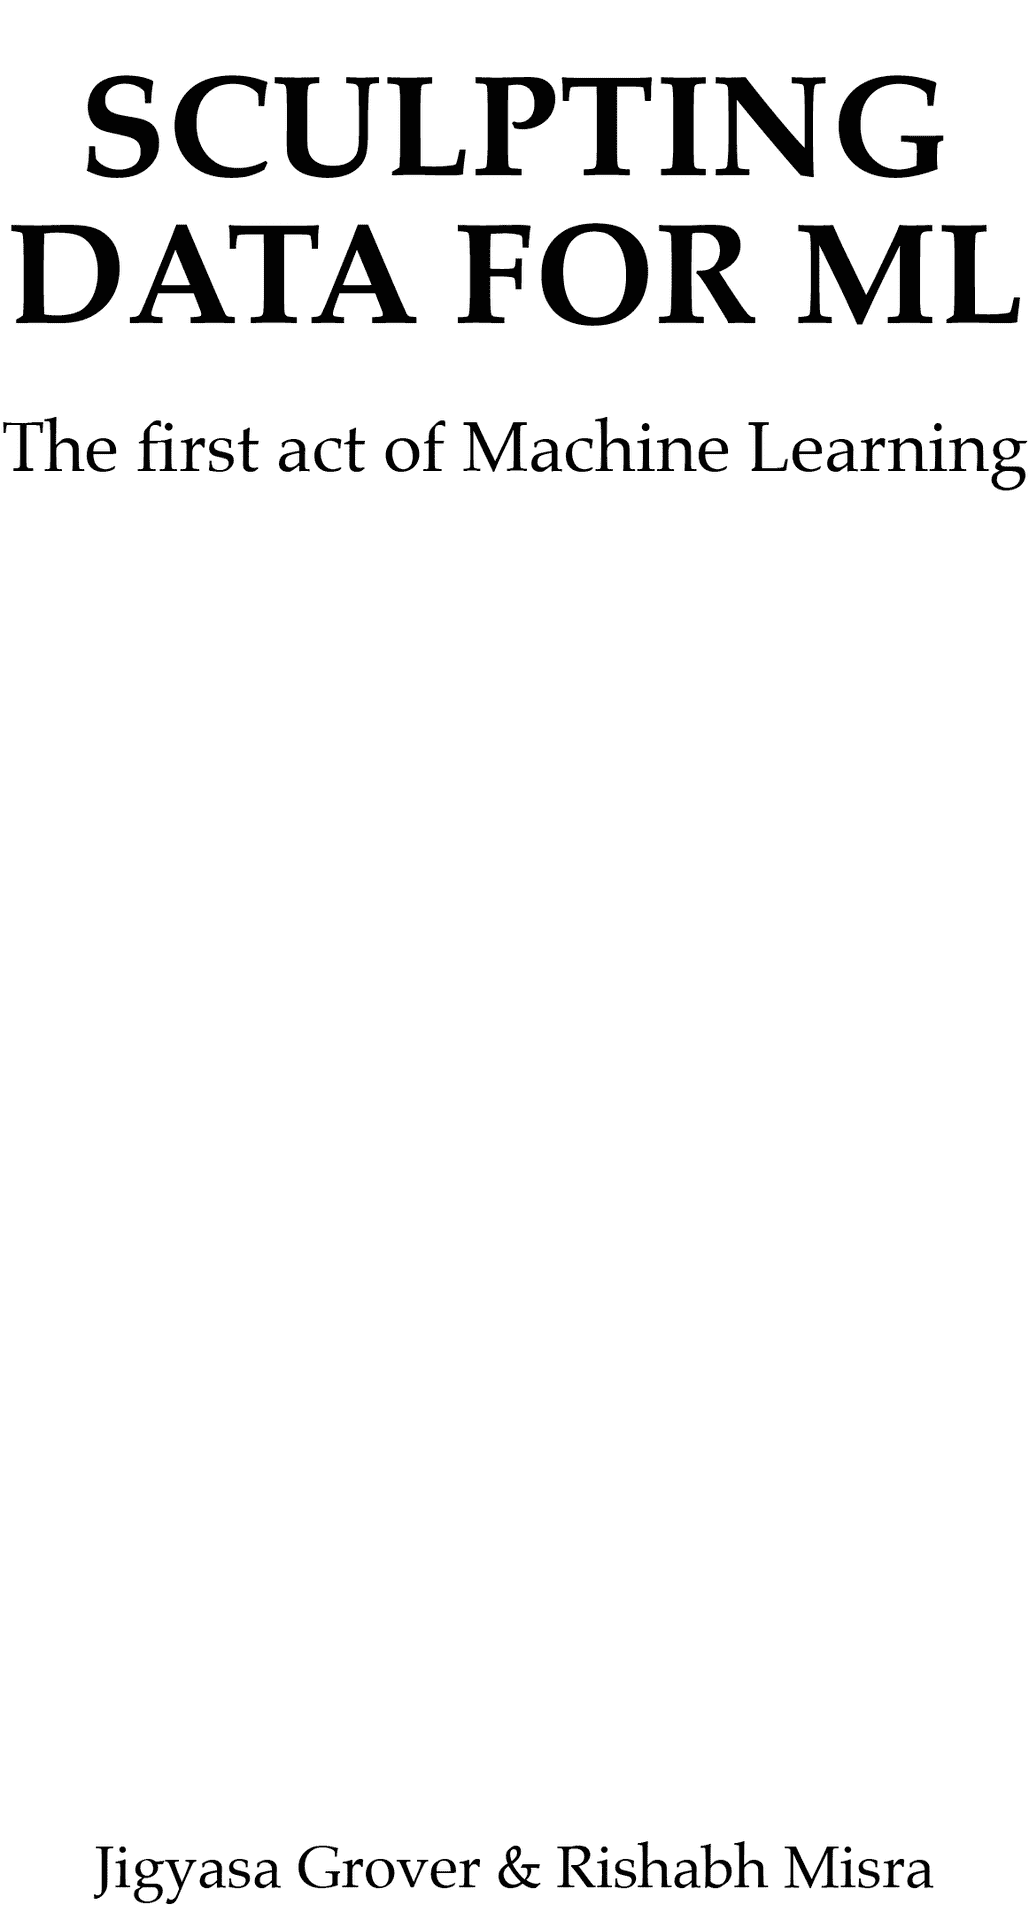 SCULPTING
DATA FOR ML
The first act of Machine Learning
Jigyasa Grover & Rishabh Misra